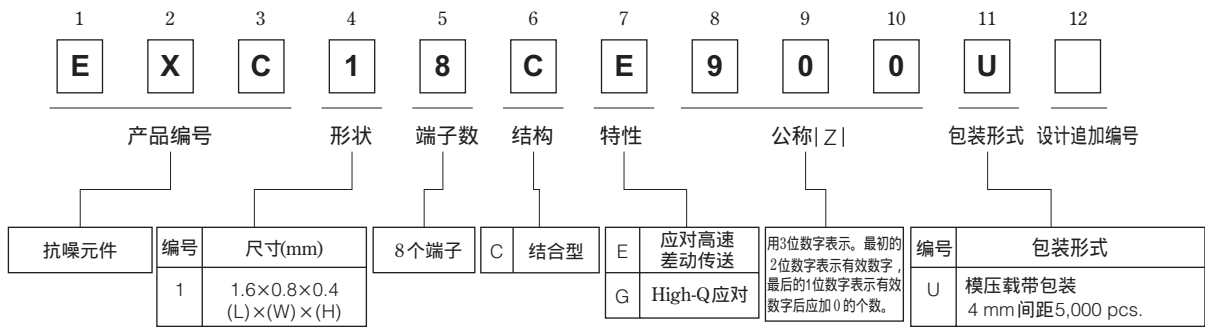 1 2 3 4 5 6 7 8 9 10 11 12
E X C 1 8 C E 9 0 0 U
产品编号 形状 端子数 结构 特性 公称|Z| 包装形式 设计追加编号
抗噪元件
编号 尺寸(mm)
1 1.6×0.8×0.4
(L)×(W)×(H)
8个端子
C 结合型
E 应对高速
差动传送
G High-Q应对
用3位数字表示。最初的
2位数字表示有效数字,
最后的1位数字表示有效
数字后应加0的个数。
编号 包装形式
U 模压载带包装
4 mm间距5,000 pcs.